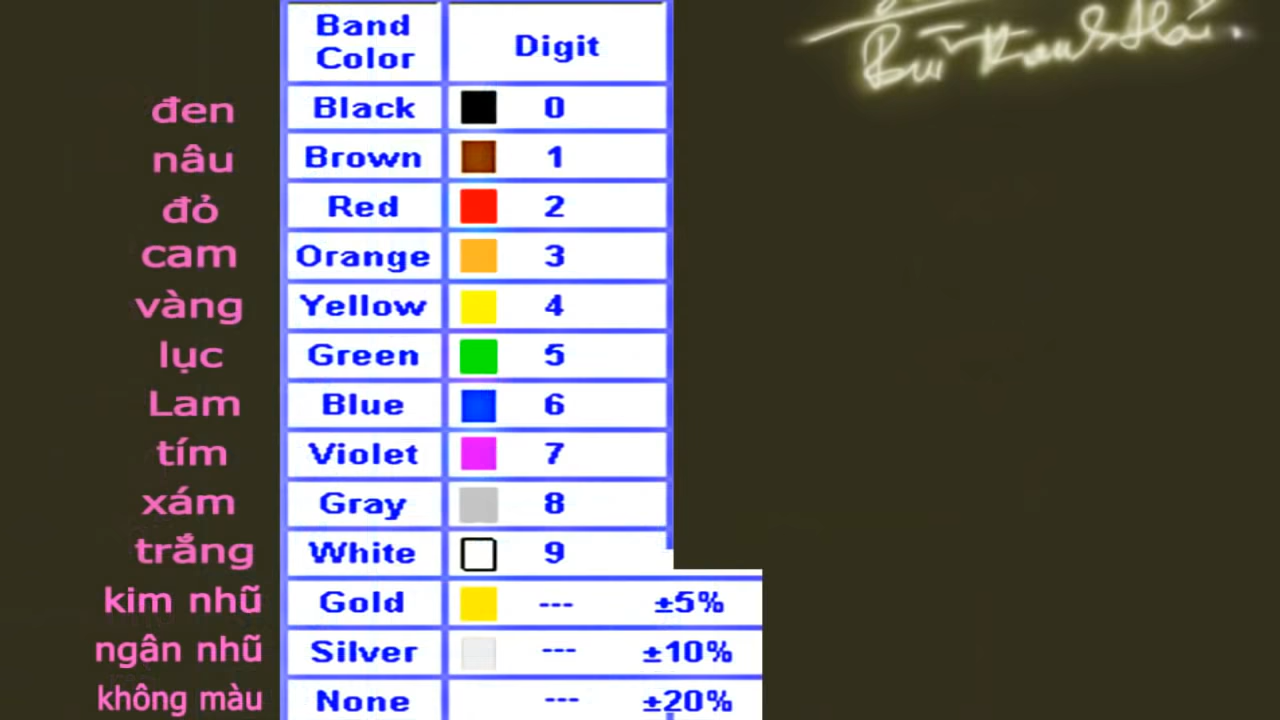 Band Color Digit
đen Black 0
nâu Brown 1
đỏ Red 2
cam Orange 3
vàng Yellow 4
lục Green 5
Lam Blue 6
tím Violet 7
xám Gray 8
trắng White 9
kim nhũ Gold --- ±5%
ngân nhũ Silver --- ±10%
không màu None --- ±20%